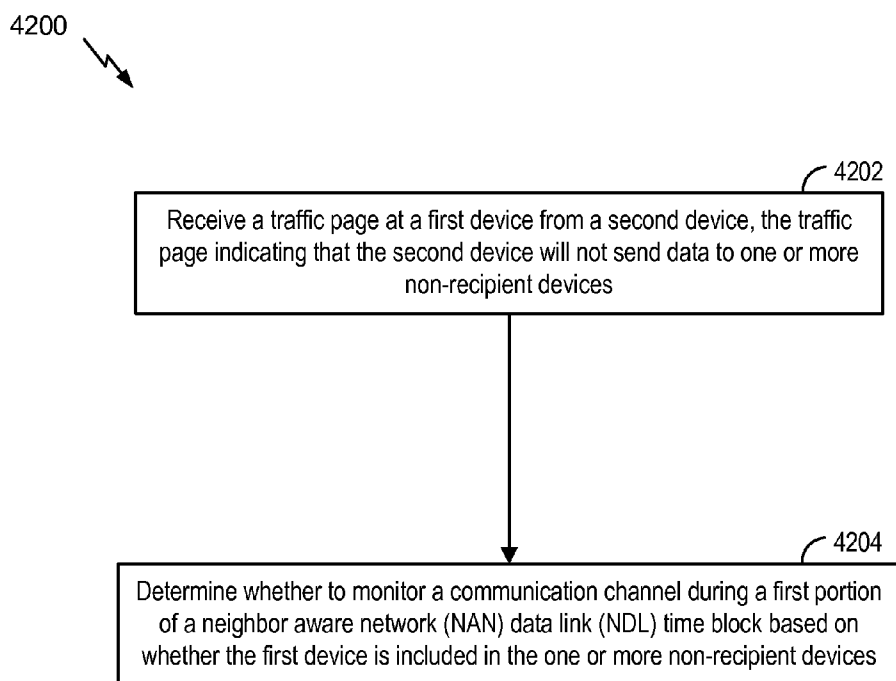 4200
4202
Receive a traffic page at a first device from a second device, the traffic
page indicating that the second device will not send data to one or more
non-recipient devices
4204
Determine whether to monitor a communication channel during a first portion
of a neighbor aware network (NAN) data link (NDL) time block based on
whether the first device is included in the one or more non-recipient devices